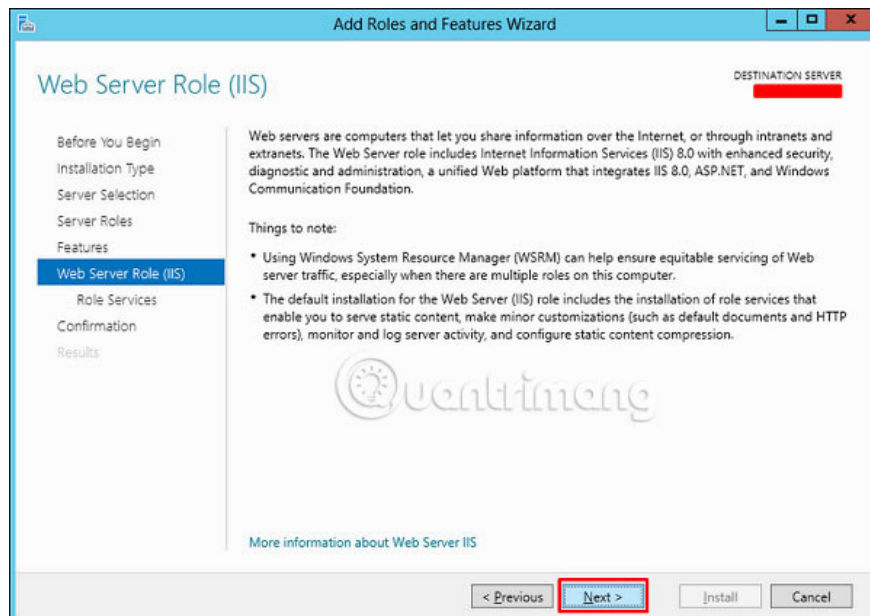 Add Roles and Features Wizard
Web Server Role (IIS)
DESTINATION SERVER
Before You Begin
Installation Type
Server Selection
Server Roles
Features
Web Server Role (IIS)
Role Services
Confirmation
Results
Web servers are computers that let you share information over the Internet, or through intranets and
extranets. The Web Server role includes Internet Information Services (IIS) 8.0 with enhanced security,
diagnostic and administration, a unified Web platform that integrates IIS 8.0, ASP.NET, and Windows
Communication Foundation.
Things to note:
• Using Windows System Resource Manager (WSRM) can help ensure equitable servicing of Web
server traffic, especially when there are multiple roles on this computer.
• The default installation for the Web Server (IIS) role includes the installation of role services that
enable you to serve static content, make minor customizations (such as default documents and HTTP
errors), monitor and log server activity, and configure static content compression.
Quantrimang
More information about Web Server IIS
< Previous
Next >
Install
Cancel